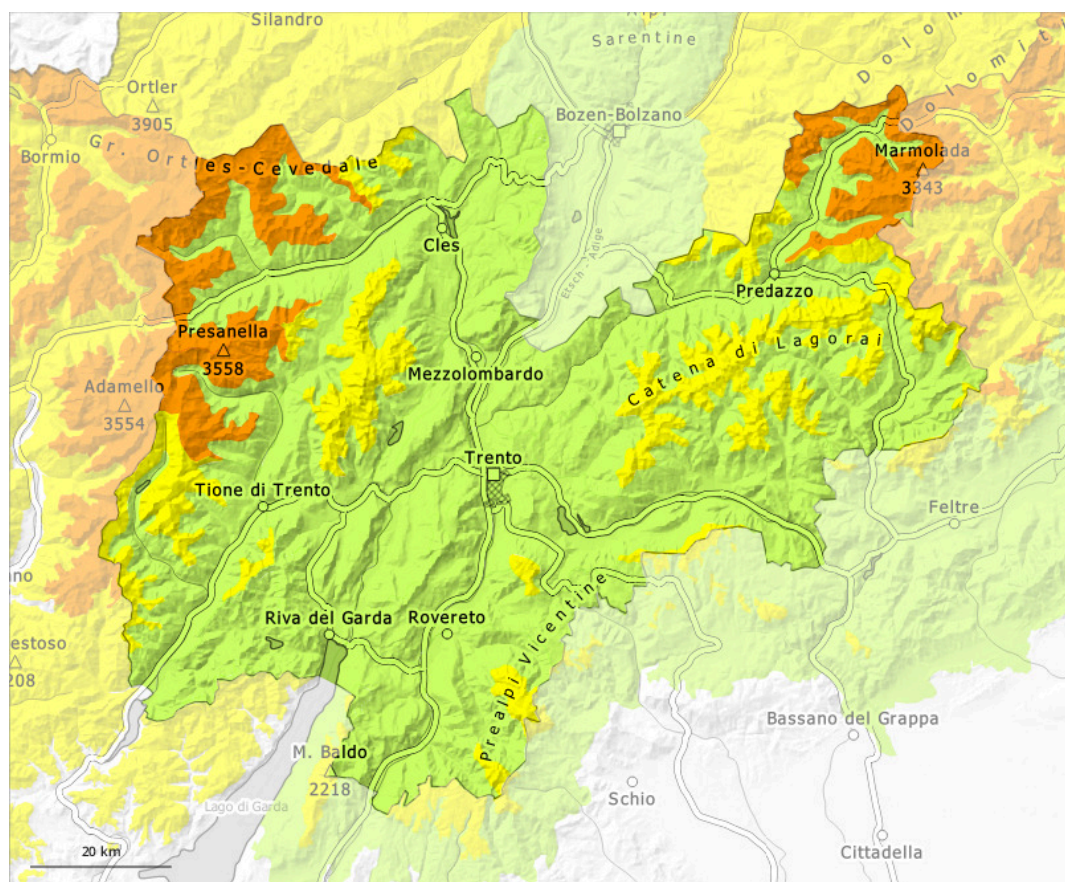 Silandro
Alpi
Sarentine
Dolomiti
Ortler
3905
Bozen-Bolzano
Bormio
Gr. Ortles-Cevedale
Marmolada
3343
Etsch - Adige
Cles
Predazzo
Presanella
3558
Catena di Lagorai
Mezzolombardo
Adamello
3554
Trento
Tione di Trento
Feltre
Riva del Garda
Rovereto
Prealpi Vicentine
Bassano del Grappa
M. Baldo
2218
Lago di Garda
Schio
20 km
Cittadella